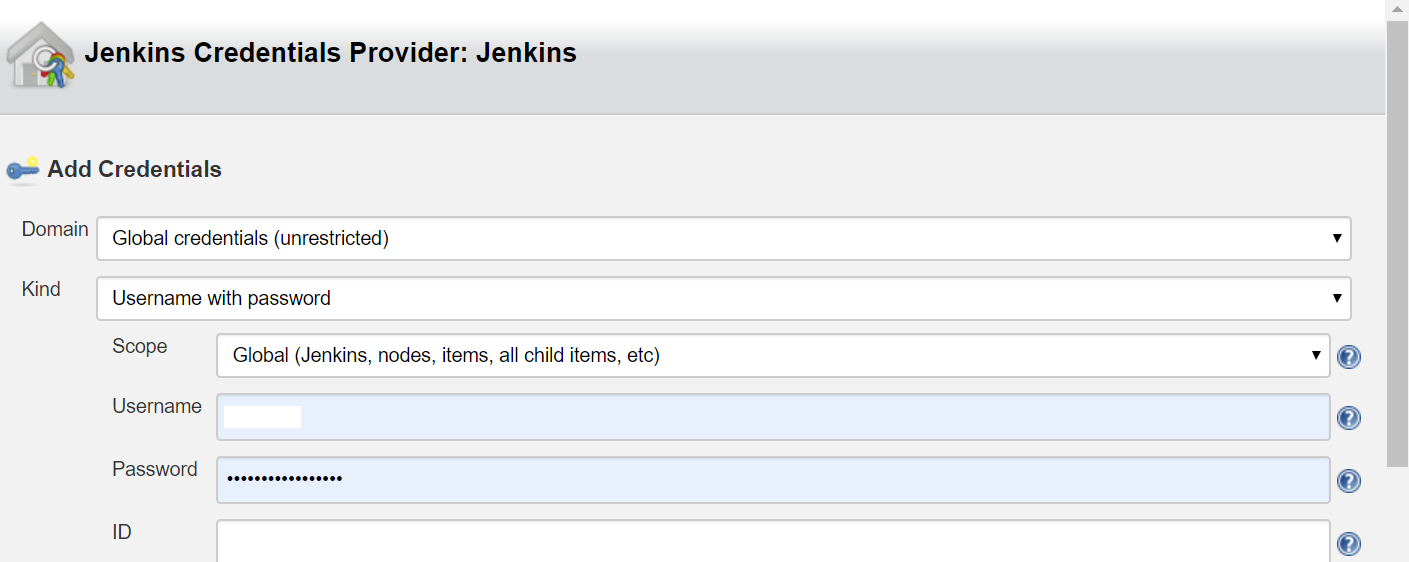 Jenkins Credentials Provider: Jenkins
Add Credentials
Domain
Global credentials (unrestricted)
Kind
Username with password
Scope
Global (Jenkins, nodes, items, all child items, etc)
Username
Password
•••••••••••••••••
ID